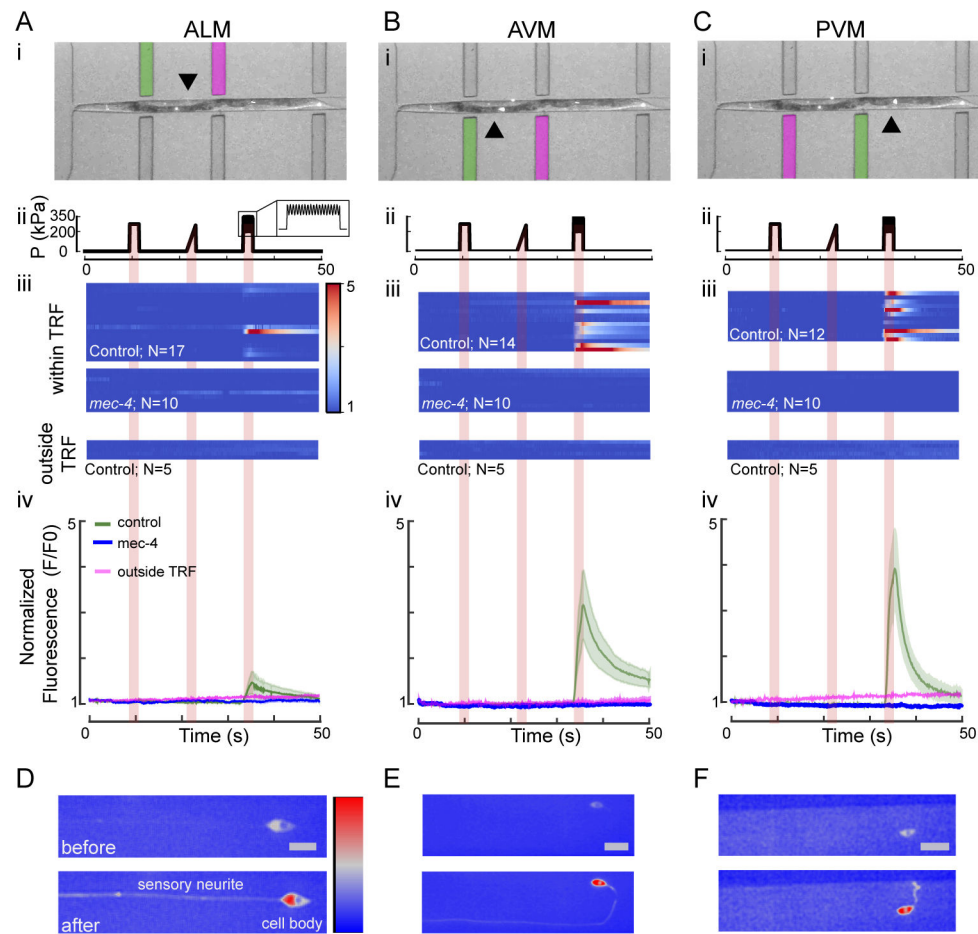 A ALM
B AVM
C PVM
i
i
i
ii
P (kPa)
350
200
0
0 50
ii
0
ii
0 50
iii
within TRF
Control; N=17
5
1
mec-4; N=10
outside TRF
Control; N=5
iii
Control; N=14
mec-4; N=10
Control; N=5
iii
Control; N=12
mec-4; N=10
Control; N=5
iv
Normalized
Fluorescence (F/F0)
5
1
control
mec-4
outside TRF
0 50
Time (s)
iv
5
1
0 50
Time (s)
iv
5
1
0 50
Time (s)
D
before
sensory neurite
cell body
after
E
F